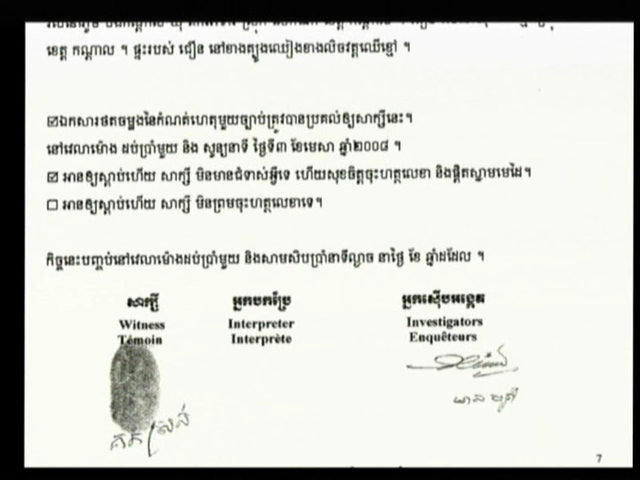 ខេត្ត កណ្តាល ។ ផ្ទះរបស់ ជឿន នៅខាងត្បូងឈៀងខាងលិចវត្តឈើខ្មៅ ។
☑ឯកសារថតចម្លងនៃកំណត់ហេតុមួយច្បាប់ត្រូវបានប្រគល់ឲ្យសាក្សីនេះ។
នៅវេលាម៉ោង ដប់ប្រាំមួយ និង សូន្យនាទី ថ្ងៃទី៣ ខែមេសា ឆ្នាំ២០០៨ ។
☑ អានឲ្យស្តាប់ហើយ សាក្សី មិនមានជំទាស់អ្វីទេ ហើយសុខចិត្តចុះហត្ថលេខា និងផ្តិតស្នាមមេដៃ។
☐ អានឲ្យស្តាប់ហើយ សាក្សី មិនព្រមចុះហត្ថលេខាទេ។
កិច្ចនេះបញ្ចប់នៅវេលាម៉ោងដប់ប្រាំមួយ និងសាមសិបប្រាំនាទីល្ងាច នាថ្ងៃ ខែ ឆ្នាំដដែល ។
សាក្សី អ្នកបកប្រែ អ្នកស៊ើបអង្កេត
Witness Interpreter Investigators
Témoin Interprète Enquêteurs
7